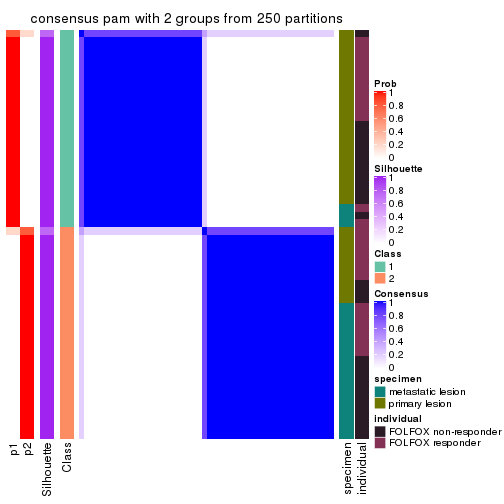 consensus pam with 2 groups from 250 partitions
Prob
1
0.8
0.6
0.4
0.2
0
Silhouette
1
0.8
0.6
0.4
0.2
0
Class
1
2
Consensus
1
0.8
0.6
0.4
0.2
0
specimen
metastatic lesion
primary lesion
individual
FOLFOX non-responder
FOLFOX responder
p1
p2
Silhouette
Class
specimen
individual